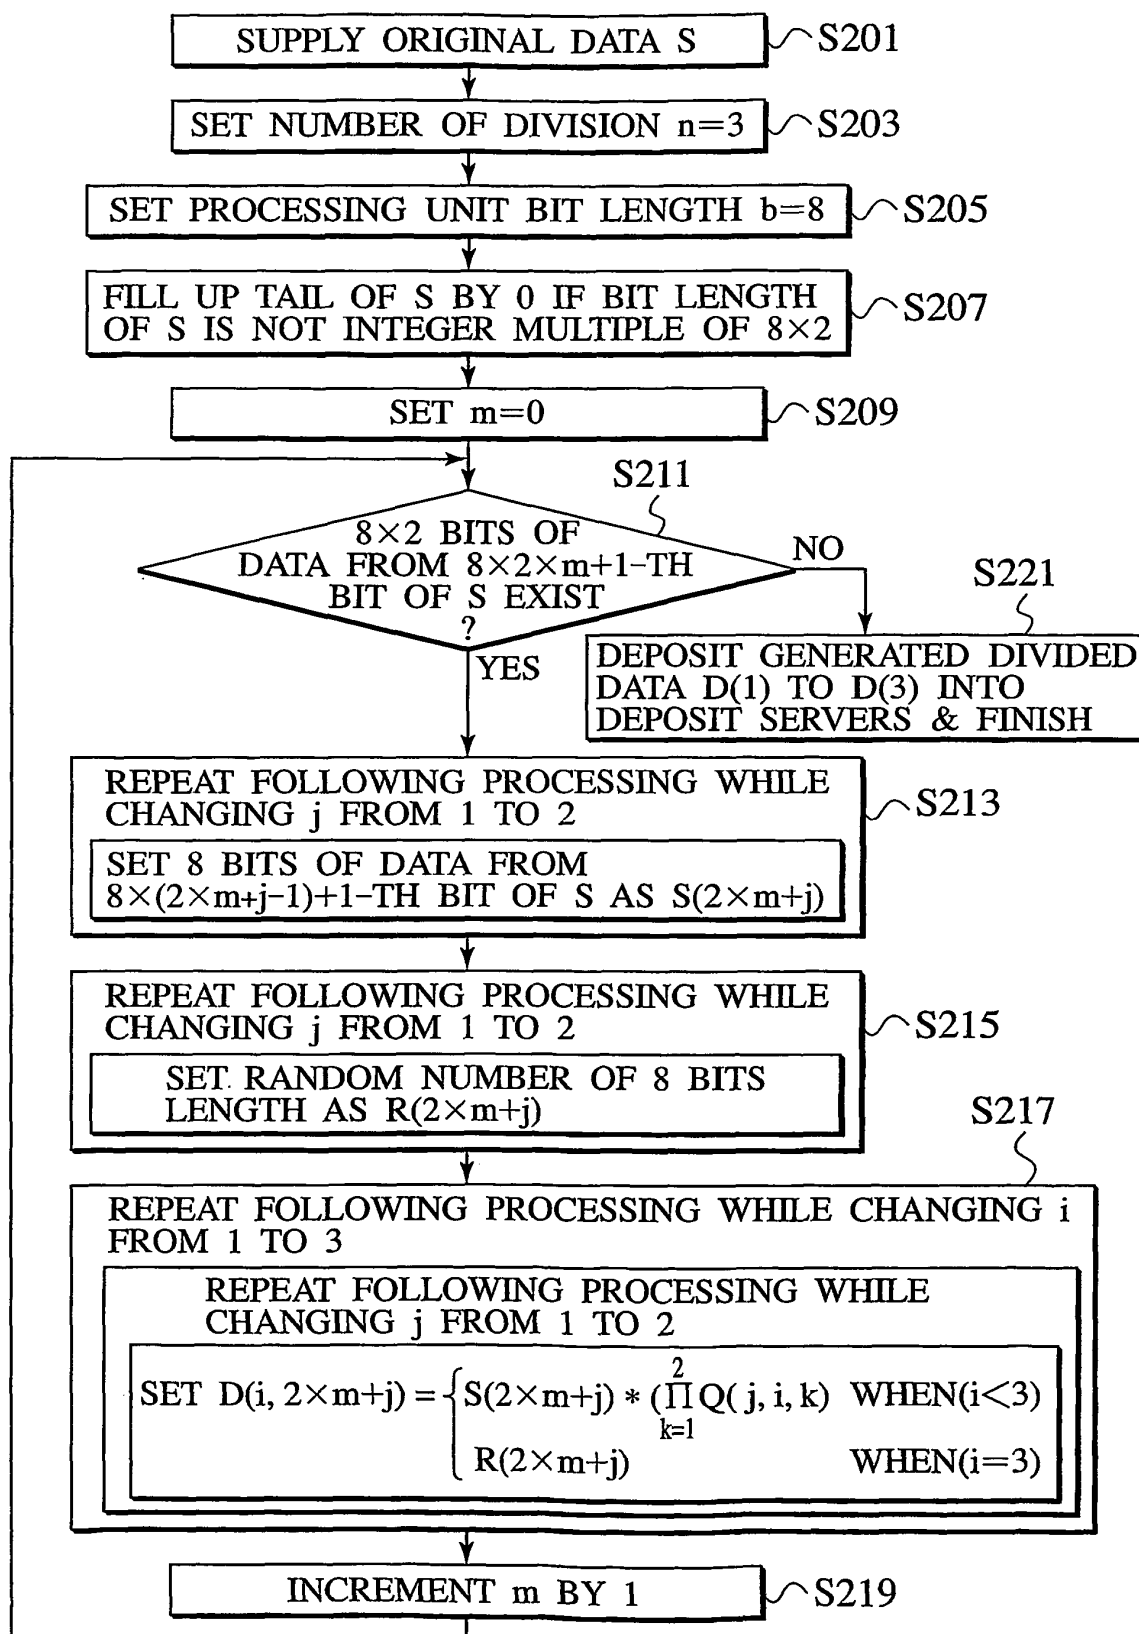 SUPPLY ORIGINAL DATA S
S201
SET NUMBER OF DIVISION n=3
S203
SET PROCESSING UNIT BIT LENGTH b=8
S205
FILL UP TAIL OF S BY 0 IF BIT LENGTH
OF S IS NOT INTEGER MULTIPLE OF 8×2
S207
SET m=0
S209
S211
8×2 BITS OF
DATA FROM 8×2×m+1-TH
BIT OF S EXIST
?
NO
YES
S221
DEPOSIT GENERATED DIVIDED
DATA D(1) TO D(3) INTO
DEPOSIT SERVERS & FINISH
REPEAT FOLLOWING PROCESSING WHILE
CHANGING j FROM 1 TO 2
S213
SET 8 BITS OF DATA FROM
8×(2×m+j-1)+1-TH BIT OF S AS S(2×m+j)
REPEAT FOLLOWING PROCESSING WHILE
CHANGING j FROM 1 TO 2
S215
SET RANDOM NUMBER OF 8 BITS
LENGTH AS R(2×m+j)
S217
REPEAT FOLLOWING PROCESSING WHILE CHANGING i
FROM 1 TO 3
REPEAT FOLLOWING PROCESSING WHILE
CHANGING j FROM 1 TO 2
2
SET D(i, 2×m+j) = { S(2×m+j) * (∏ Q(j, i, k) WHEN(i<3)
k=1
R(2×m+j) WHEN(i=3)
INCREMENT m BY 1
S219